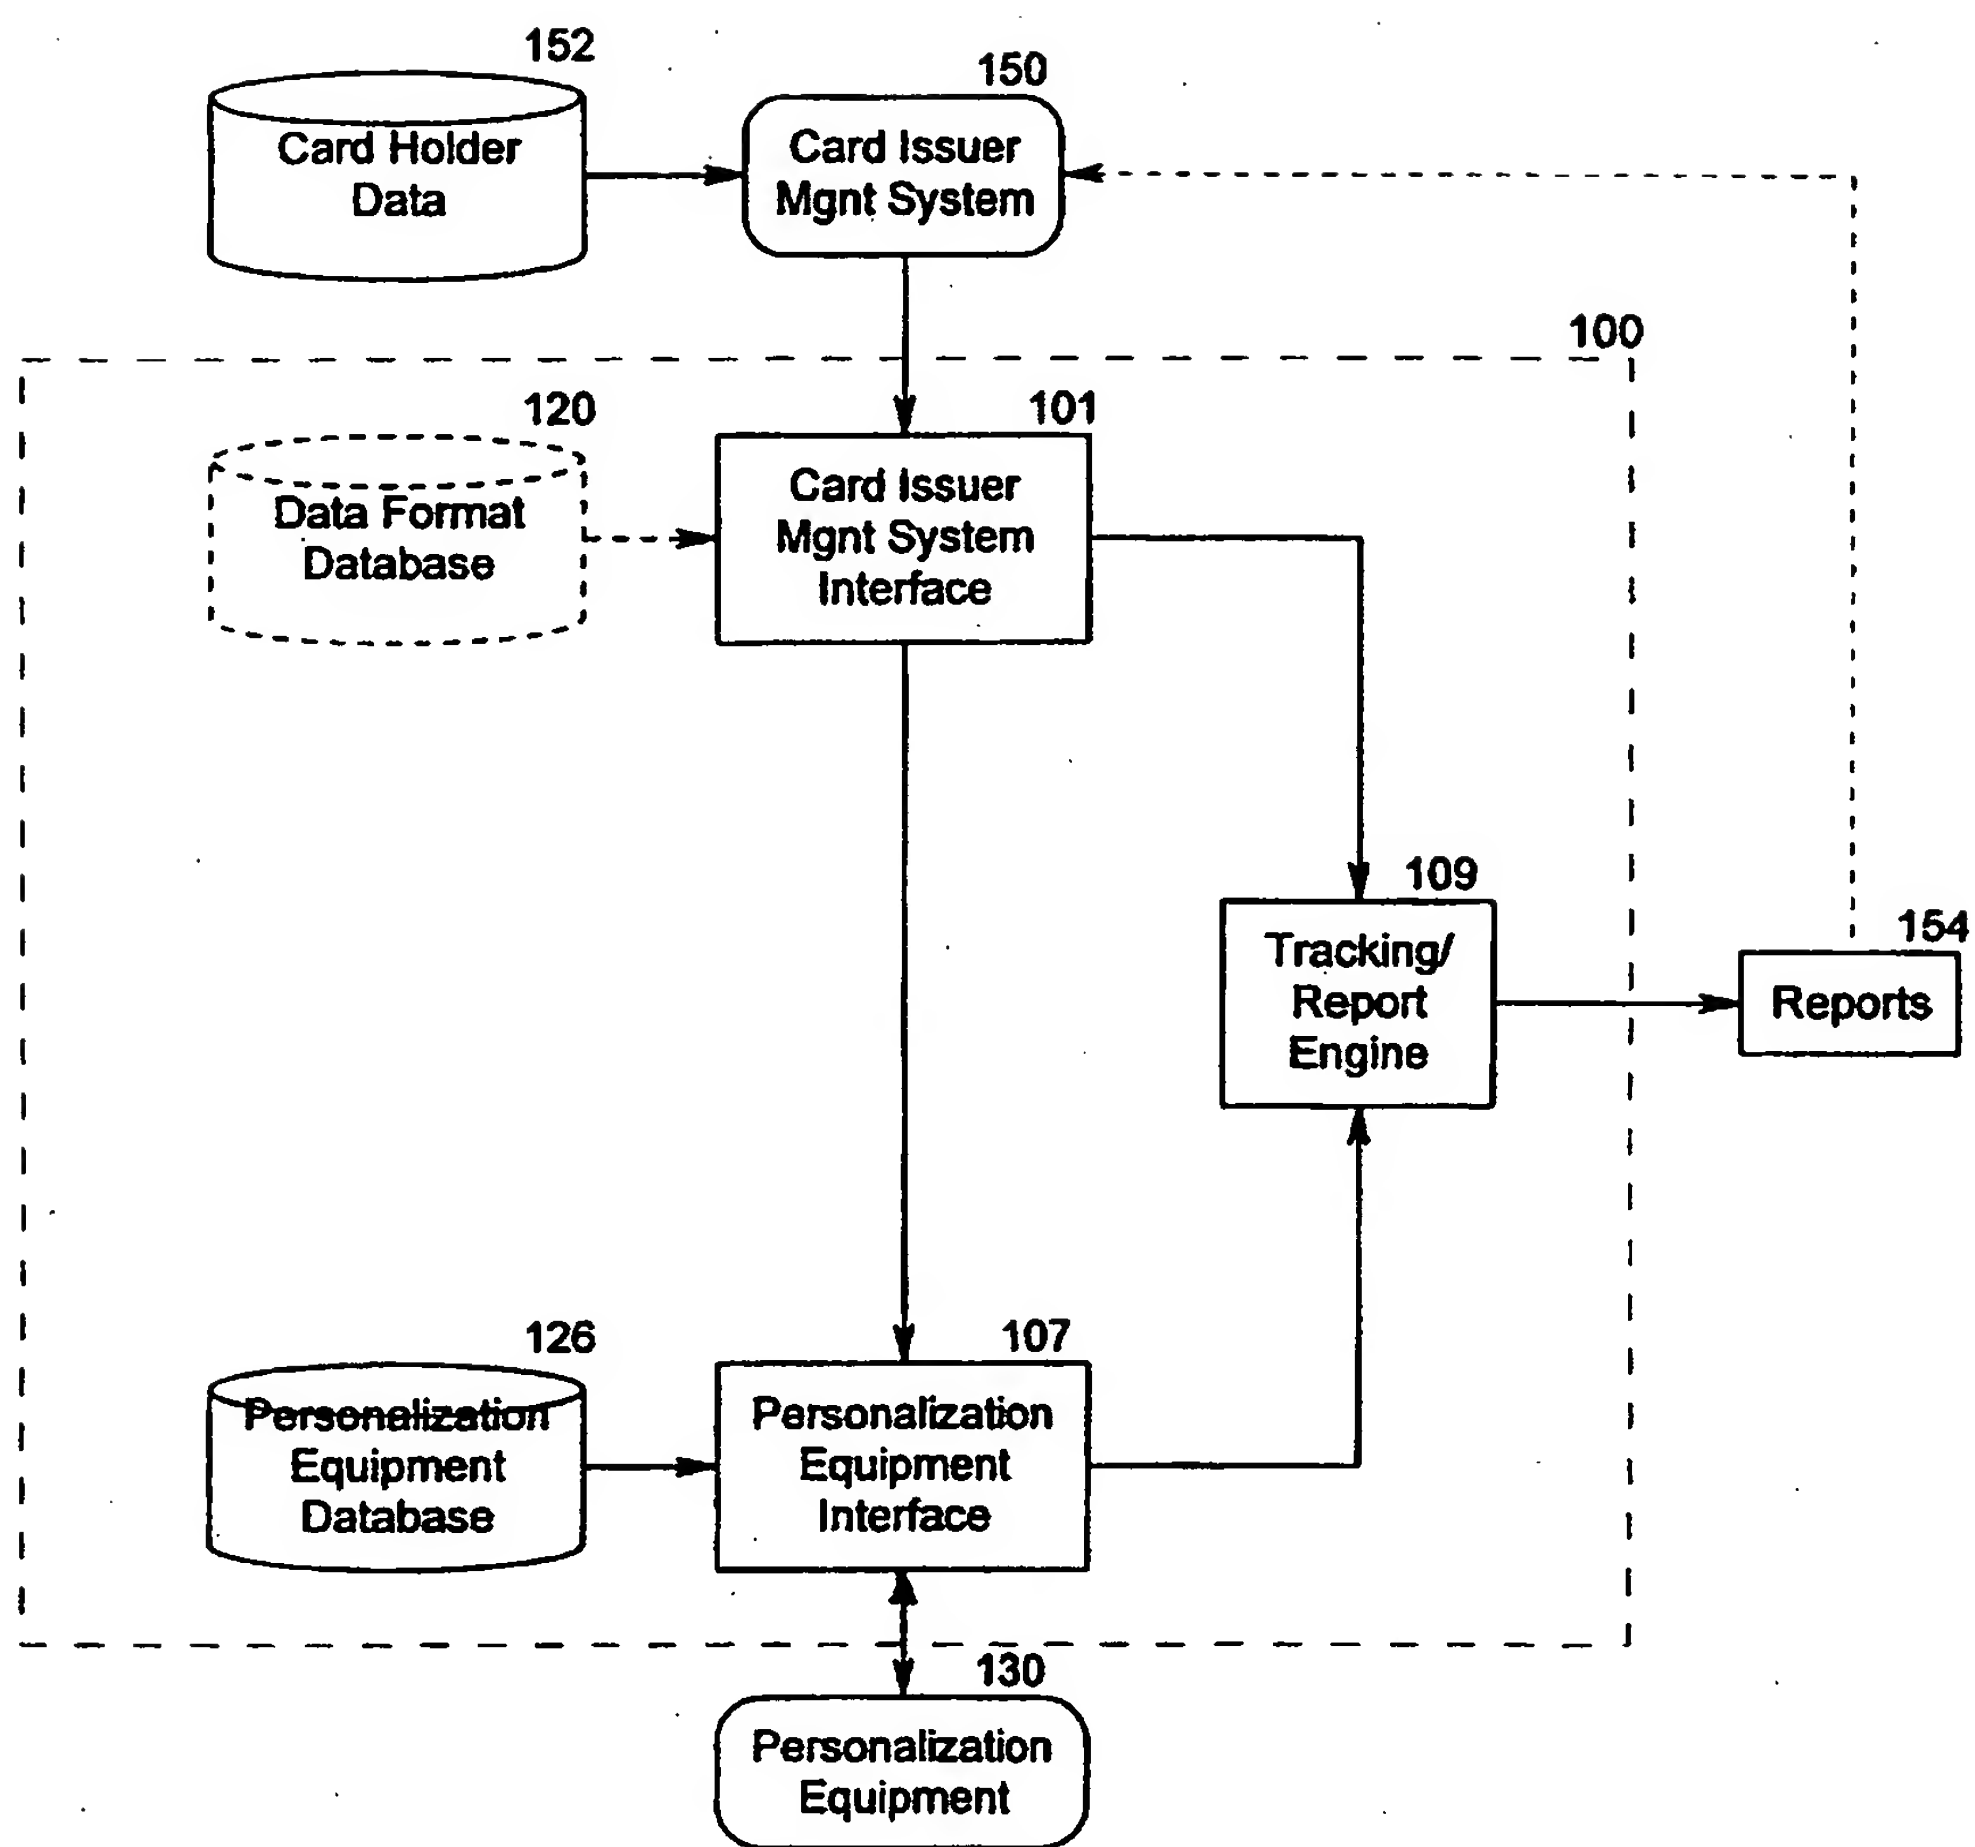 152
Card Holder
Data
150
Card Issuer
Mgnt System
100
120
Data Format
Database
101
Card Issuer
Mgnt System
Interface
109
Tracking/
Report
Engine
154
Reports
126
Personalization
Equipment
Database
107
Personalization
Equipment
Interface
130
Personalization
Equipment